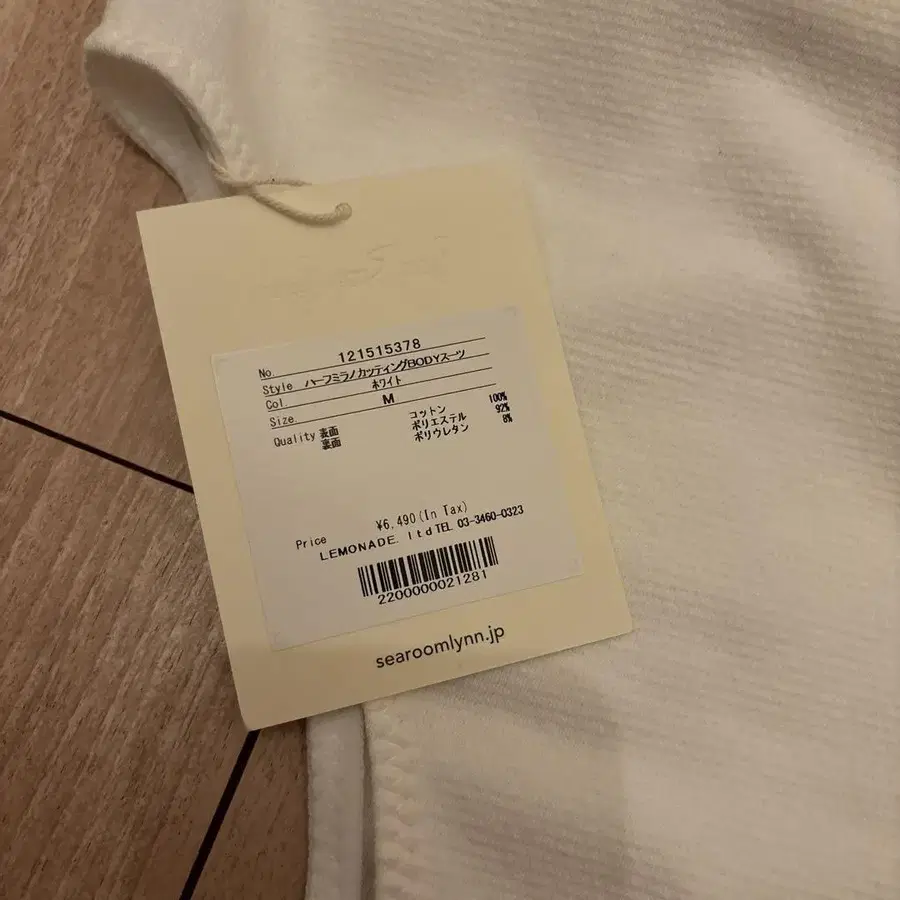 No. 121515378
Style ハーフミラノカッティングBODYスーツ
Col. ホワイト
Size. M
Quality 表面 コットン 100%
裏面 ポリエステル 92%
ポリウレタン 8%
Price ¥6,490(In Tax)
LEMONADE. ltd TEL 03-3460-0323
2200000021281
searoomlynn.jp